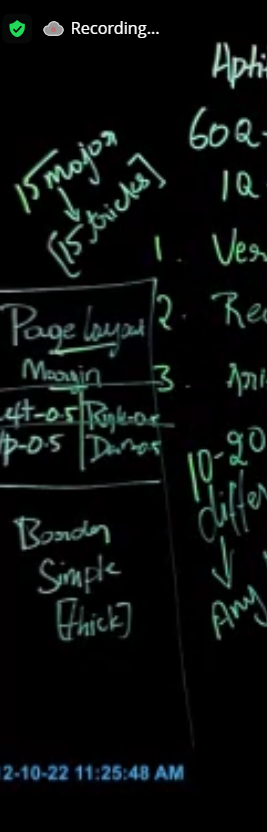 Recording...
Apti
15 major
[15 tricks]
60Q-
1Q
1. Ver
2. Rea
3. Ari
Page layout
Margin
Left-0.5 Right-0.5
Up-0.5 Down-0.5
10-20
differ
Any
Border
Simple
[thick]
2-10-22 11:25:48 AM